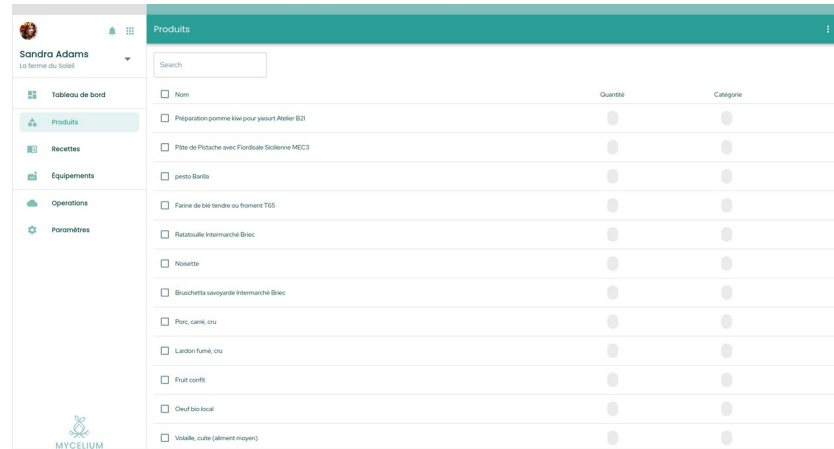 Sandra Adams
La ferme du Soleil
Tableau de bord
Produits
Recettes
Équipements
Operations
Paramètres
MYCELIUM
Produits
Search
Nom Quantité Catégorie
Préparation pomme kiwi pour yaourt Atelier B2I
Pâte de Pistache avec Fiordisale Sicilienne MEC3
pesto Barilla
Farine de blé tendre ou froment T65
Ratatouille Intermarché Briec
Noisette
Bruschetta savoyarde Intermarché Briec
Porc, carré, cru
Lardon fumé, cru
Fruit confit
Oeuf bio local
Volaille, cuite (aliment moyen)